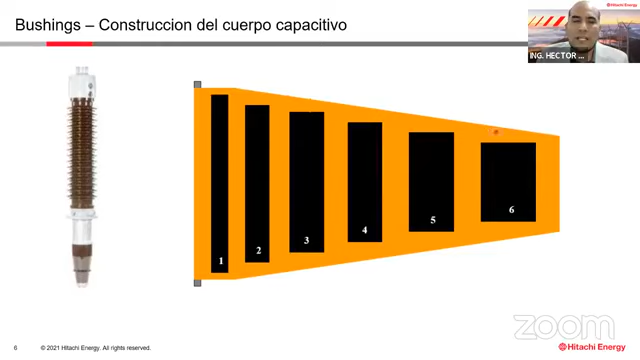 Bushings – Construccion del cuerpo capacitivo
Hitachi Energy
ING. HECTOR ...
1
2
3
4
5
6
6
© 2021 Hitachi Energy. All rights reserved.
zoom
Hitachi Energy